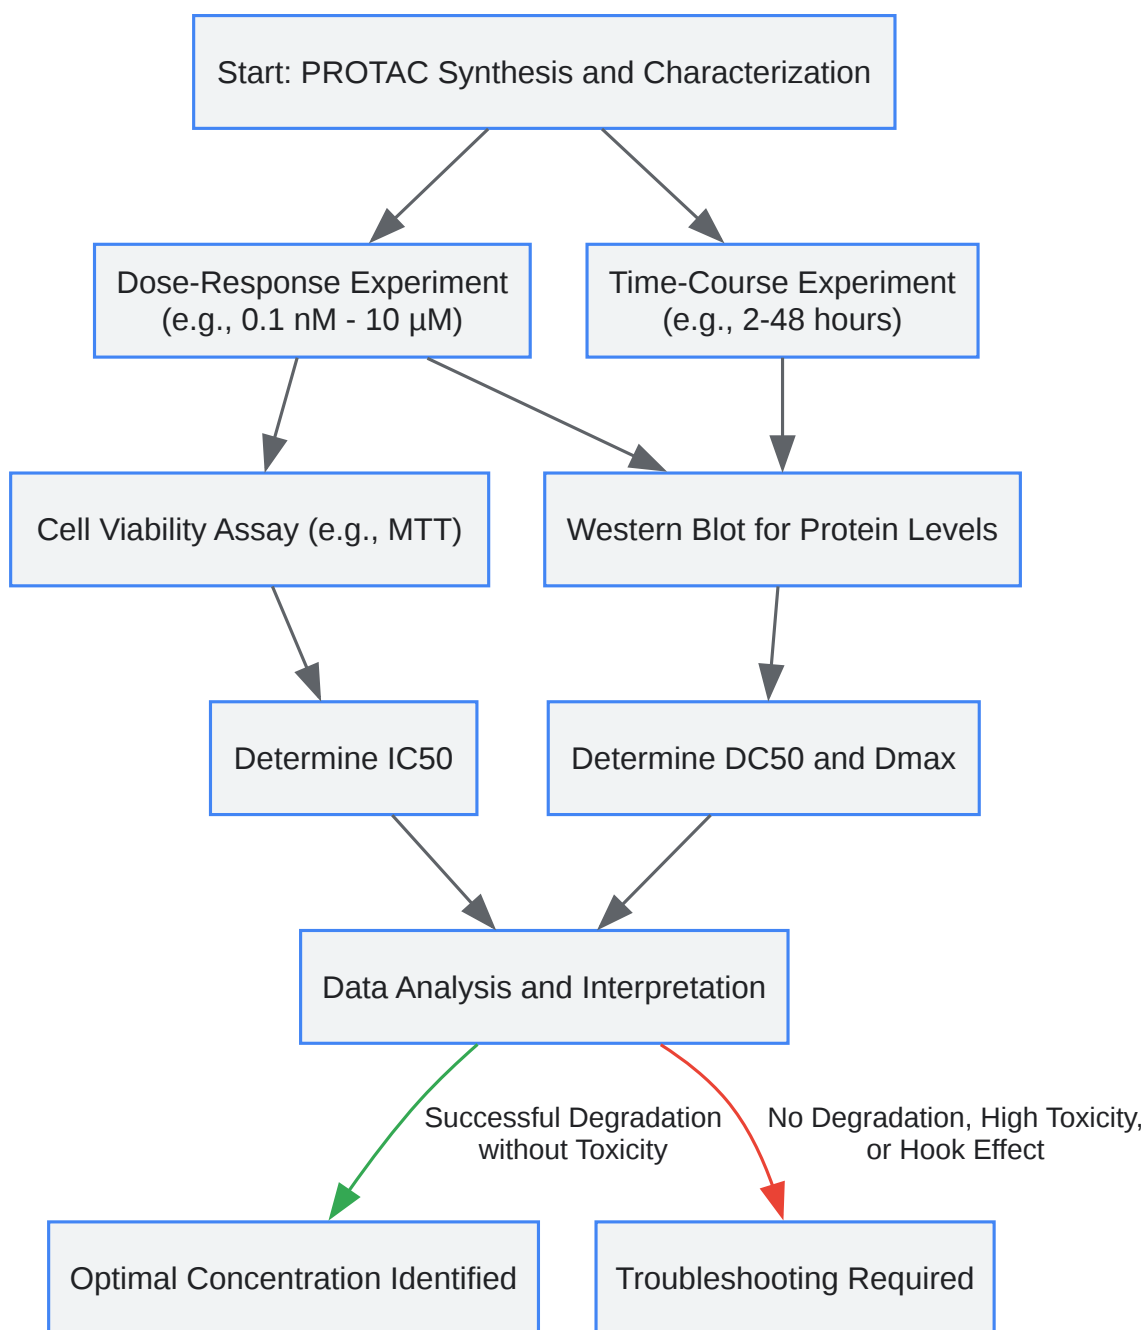 Start: PROTAC Synthesis and Characterization
Dose-Response Experiment
(e.g., 0.1 nM - 10 µM)
Time-Course Experiment
(e.g., 2-48 hours)
Cell Viability Assay (e.g., MTT)
Western Blot for Protein Levels
Determine IC50
Determine DC50 and Dmax
Data Analysis and Interpretation
Successful Degradation
without Toxicity
No Degradation, High Toxicity,
or Hook Effect
Optimal Concentration Identified
Troubleshooting Required